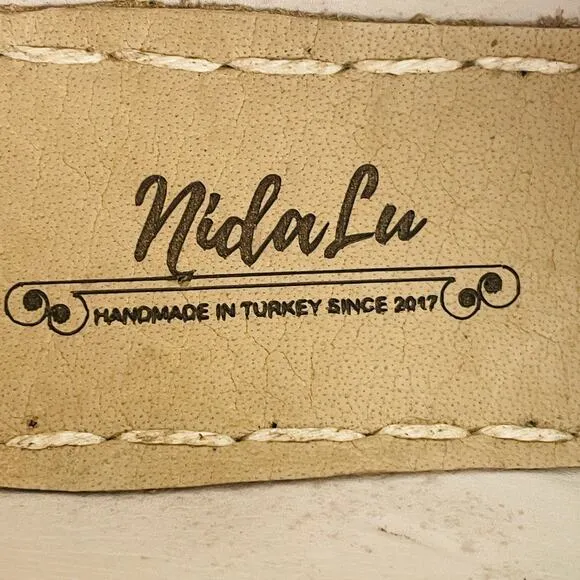 NidaLu
HANDMADE IN TURKEY SINCE 2017